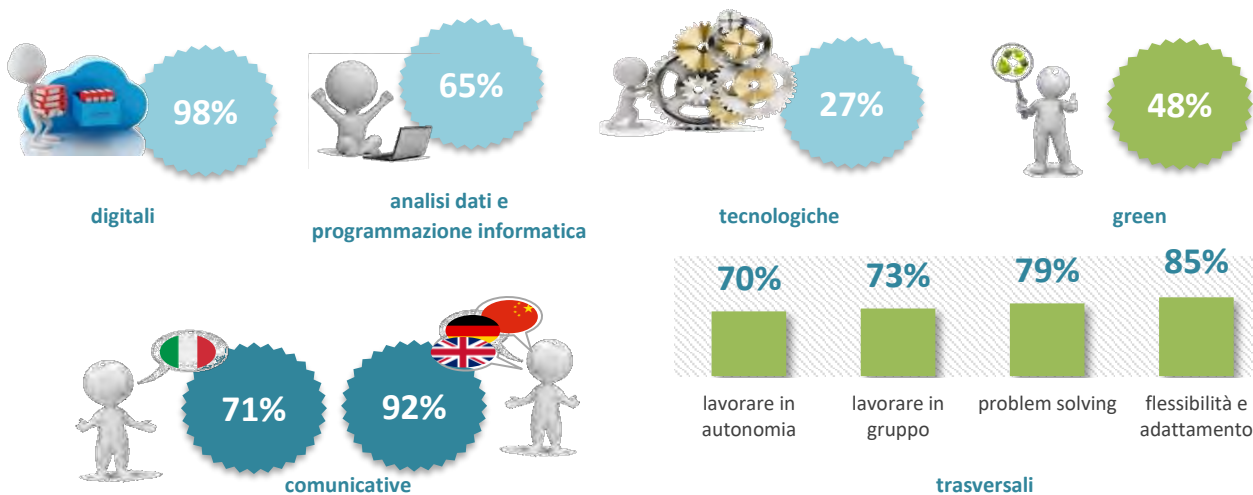 98%
65%
27%
48%
digitali
analisi dati e
programmazione informatica
tecnologiche
green
71%
92%
comunicative
70%
73%
79%
85%
lavorare in
autonomia
lavorare in
gruppo
problem solving
flessibilità e
adattamento
trasversali